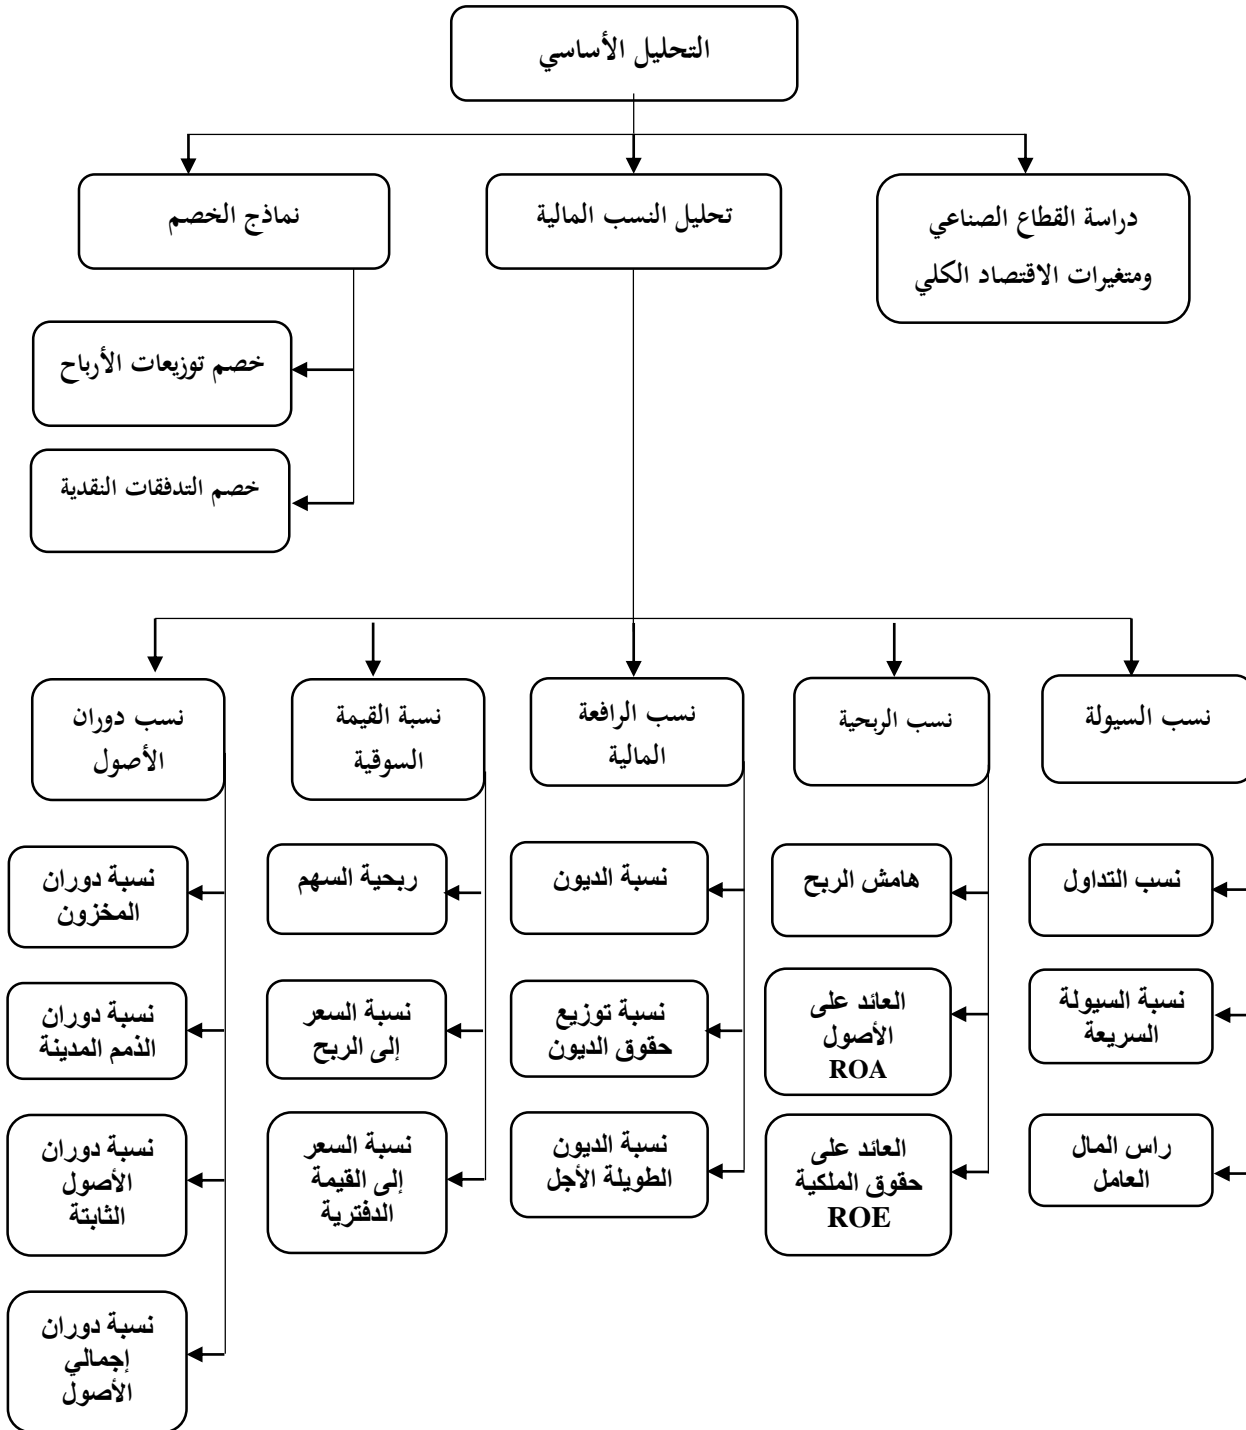 التحليل الأساسي
دراسة القطاع الصناعي
ومتغيرات الاقتصاد الكلي
تحليل النسب المالية
نماذج الخصم
خصم توزيعات الأرباح
خصم التدفقات النقدية
نسب السيولة
نسب الربحية
نسب الرافعة
المالية
نسبة القيمة
السوقية
نسب دوران
الأصول
نسب التداول
نسبة السيولة
السريعة
راس المال
العامل
هامش الربح
العائد على
الأصول
ROA
العائد على
حقوق الملكية
ROE
نسبة الديون
نسبة توزيع
حقوق الديون
نسبة الديون
الطويلة الأجل
ربحية السهم
نسبة السعر
إلى الربح
نسبة السعر
إلى القيمة
الدفترية
نسبة دوران
المخزون
نسبة دوران
الذمم المدينة
نسبة دوران
الأصول
الثابتة
نسبة دوران
إجمالي
الأصول